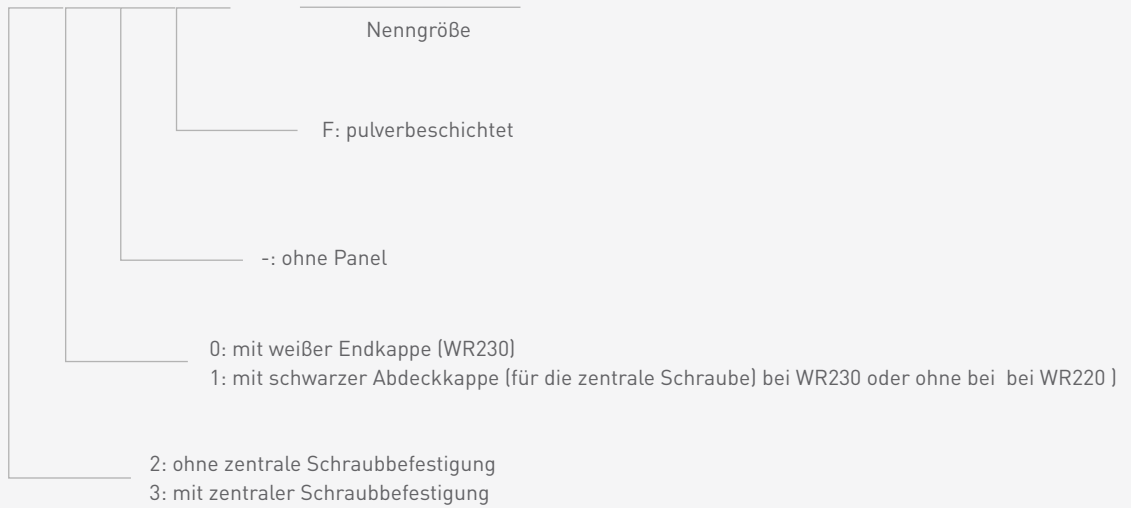 Nenngröße
F: pulverbeschichtet
-: ohne Panel
0: mit weißer Endkappe (WR230)
1: mit schwarzer Abdeckkappe (für die zentrale Schraube) bei WR230 oder ohne bei  bei WR220 )
2: ohne zentrale Schraubbefestigung
3: mit zentraler Schraubbefestigung